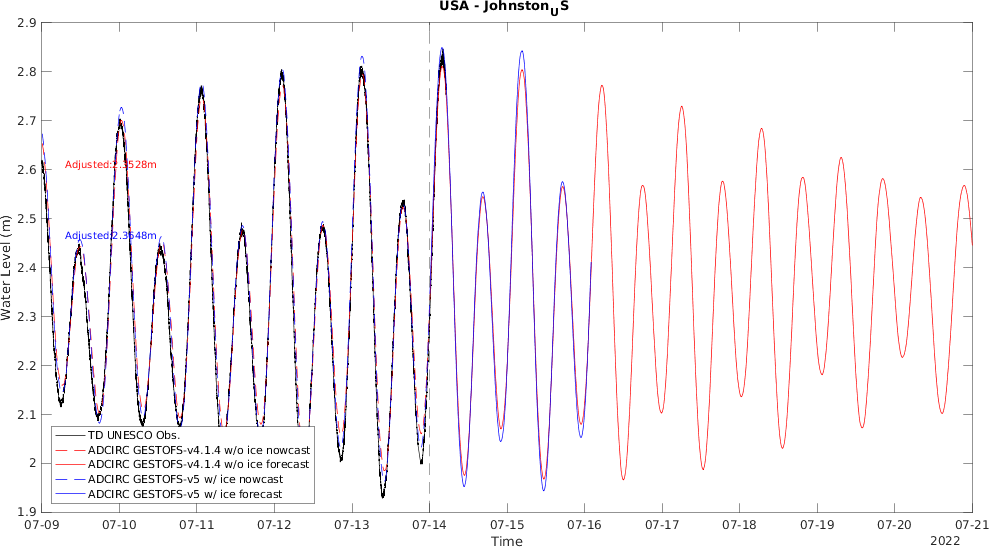 USA - JohnstonUS
2.9
2.8
2.7
2.6
2.5
2.4
2.3
2.2
2.1
2
1.9
Water Level (m)
Adjusted:2.3528m
Adjusted:2.3648m
TD UNESCO Obs.
ADCIRC GESTOFS-v4.1.4 w/o ice nowcast
ADCIRC GESTOFS-v4.1.4 w/o ice forecast
ADCIRC GESTOFS-v5 w/ ice nowcast
ADCIRC GESTOFS-v5 w/ ice forecast
07-09 07-10 07-11 07-12 07-13 07-14 07-15 07-16 07-17 07-18 07-19 07-20 07-21
Time
2022